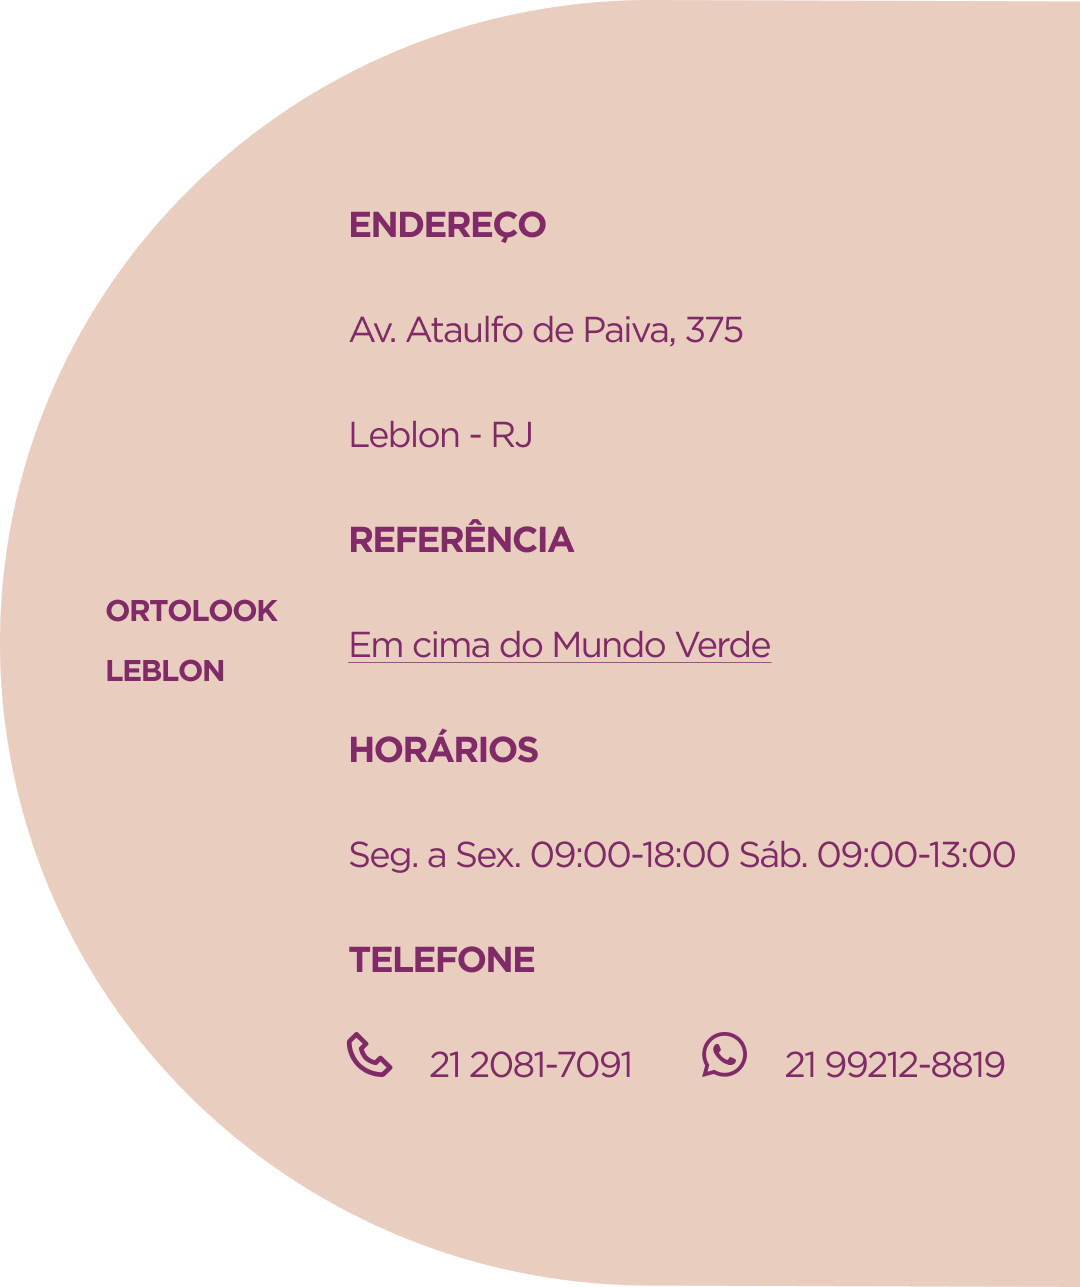 ORTOLOOK
LEBLON
ENDEREÇO
Av. Ataulfo de Paiva, 375
Leblon - RJ
REFERÊNCIA
Em cima do Mundo Verde
HORÁRIOS
Seg. a Sex. 09:00-18:00 Sáb. 09:00-13:00
TELEFONE
21 2081-7091 21 99212-8819